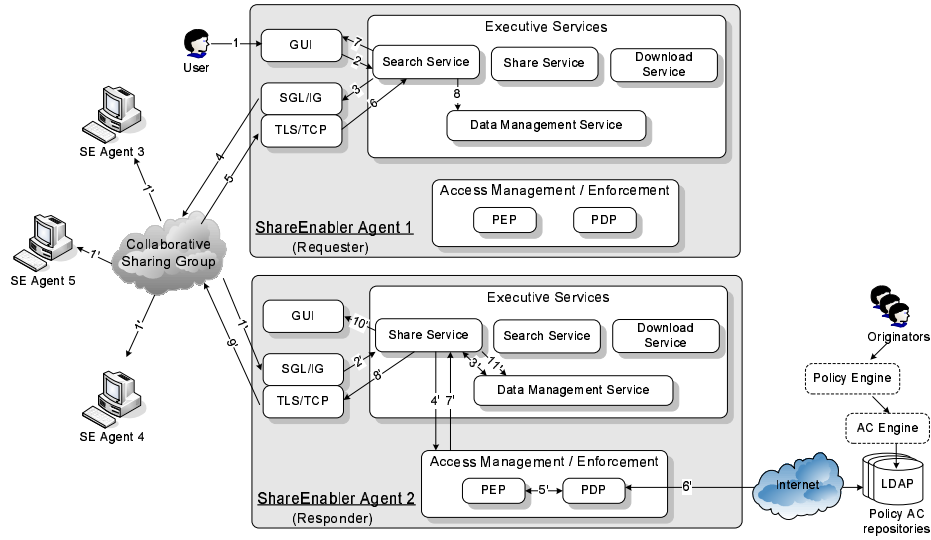 Executive Services
User
1
GUI
7
2
Search Service
Share Service
Download
Service
3
SGL/IG
6
8
TLS/TCP
Data Management Service
4
5
SE Agent 3
1'
Access Management / Enforcement
PEP
PDP
ShareEnabler Agent 1
(Requester)
Collaborative
Sharing Group
1'
SE Agent 5
1'
1'
9'
Executive Services
GUI
10'
Share Service
Search Service
Download
Service
SGL/IG
2'
8'
3'
11'
TLS/TCP
Data Management Service
4'
7'
SE Agent 4
Originators
Policy Engine
AC Engine
Access Management / Enforcement
PEP
5'
PDP
6'
Internet
LDAP
ShareEnabler Agent 2
(Responder)
Policy AC
repositories